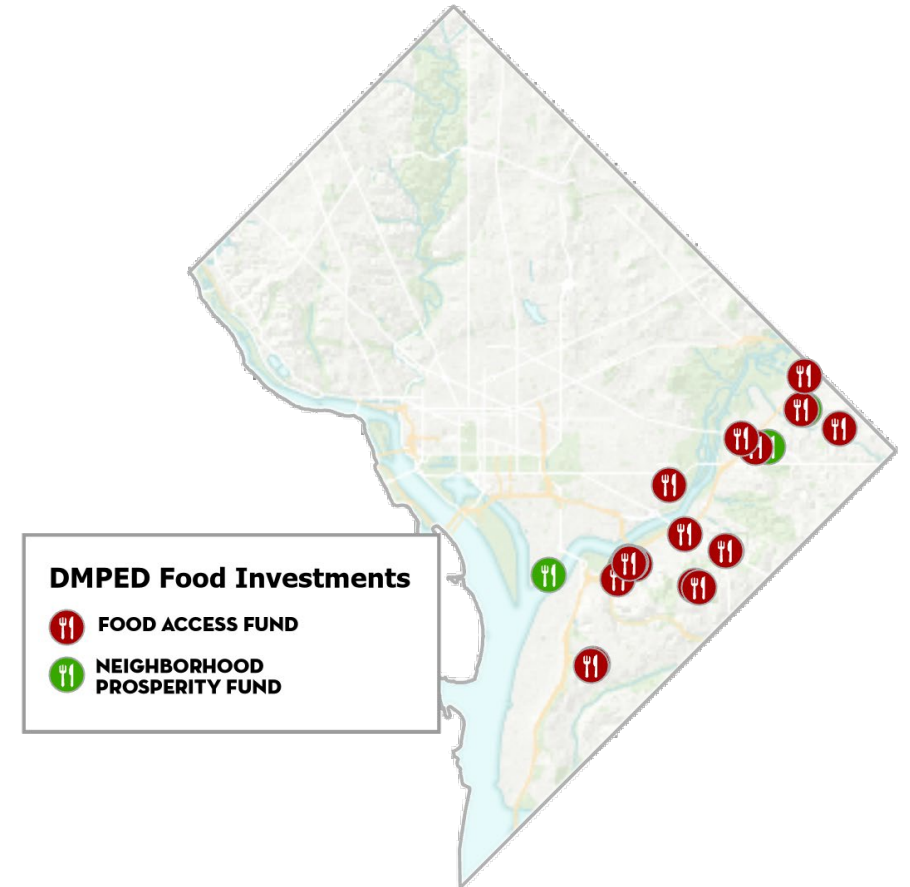 DMPED Food Investments
FOOD ACCESS FUND
NEIGHBORHOOD
PROSPERITY FUND